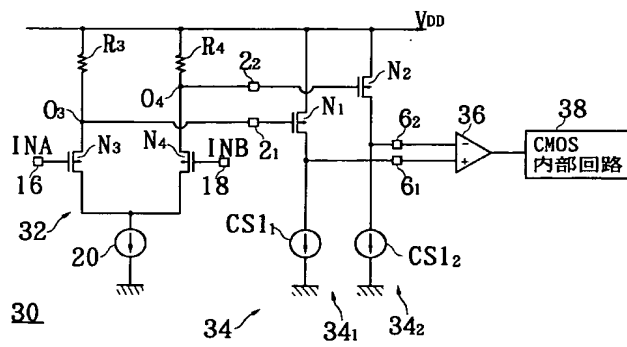 VDD
R3
R4
22
N2
O3
O4
N1
21
36
38
INA
N3
N4
INB
62
CMOS
内部回路
16
18
61
32
20
CS11
CS12
30
34
341
342
−
+